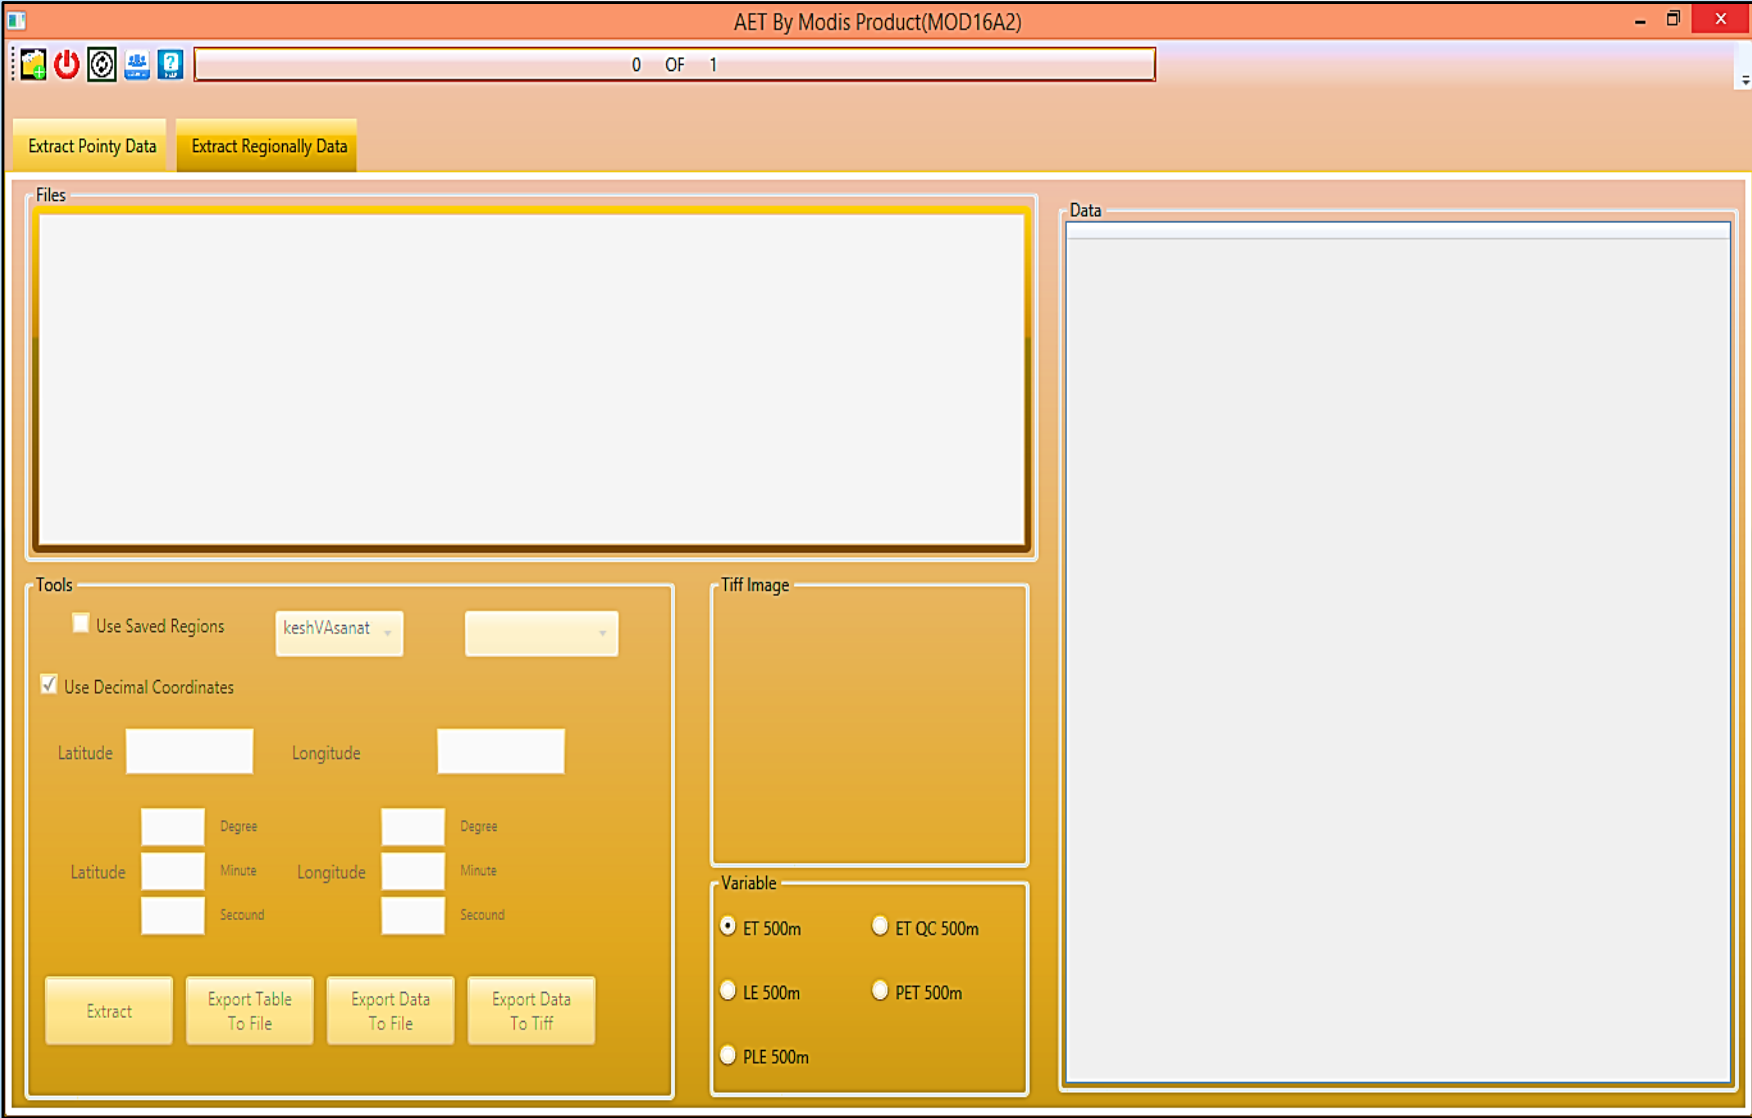 AET By Modis Product(MOD16A2)
0 OF 1
Extract Pointy Data
Extract Regionally Data
Files
Data
Tools
Use Saved Regions
keshVAsanat
Use Decimal Coordinates
Latitude
Longitude
Degree
Degree
Latitude
Minute
Longitude
Minute
Secound
Secound
Extract
Export Table
To File
Export Data
To File
Export Data
To Tiff
Tiff Image
Variable
ET 500m
ET QC 500m
LE 500m
PET 500m
PLE 500m